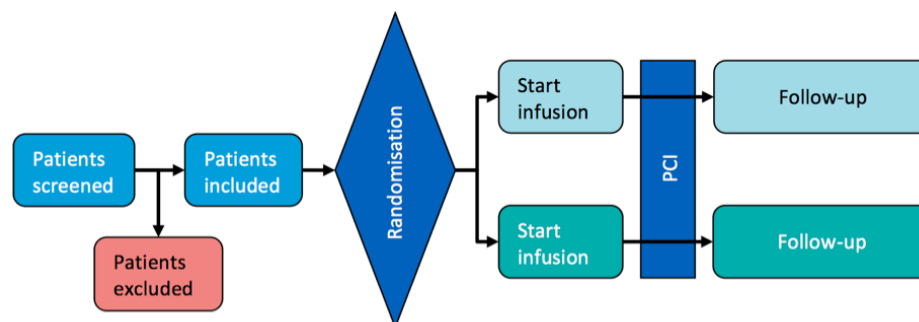 Patients
screened
Patients
included
Patients
excluded
Randomisation
Start
infusion
PCI
Follow-up
Start
infusion
Follow-up